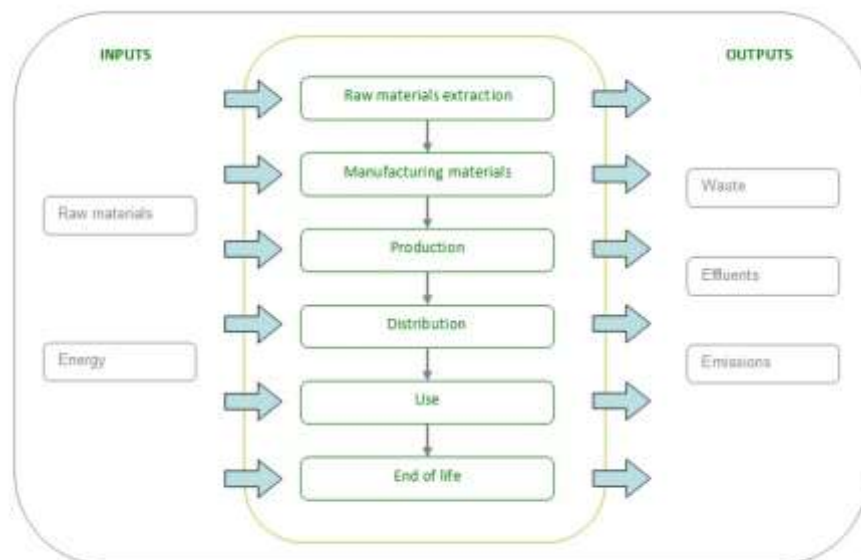 INPUTS
OUTPUTS
Raw materials extraction
Manufacturing materials
Waste
Raw materials
Production
Effluents
Distribution
Energy
Emissions
Use
End of life